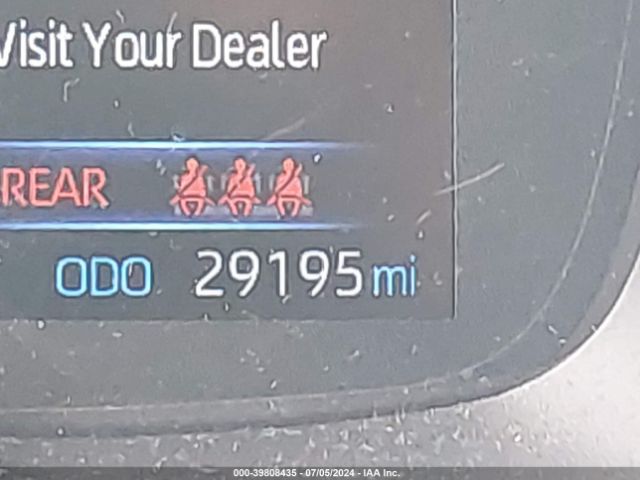 Visit Your Dealer
REAR
ODO 29195 mi
000-39808435 - 07/05/2024 - IAA Inc.